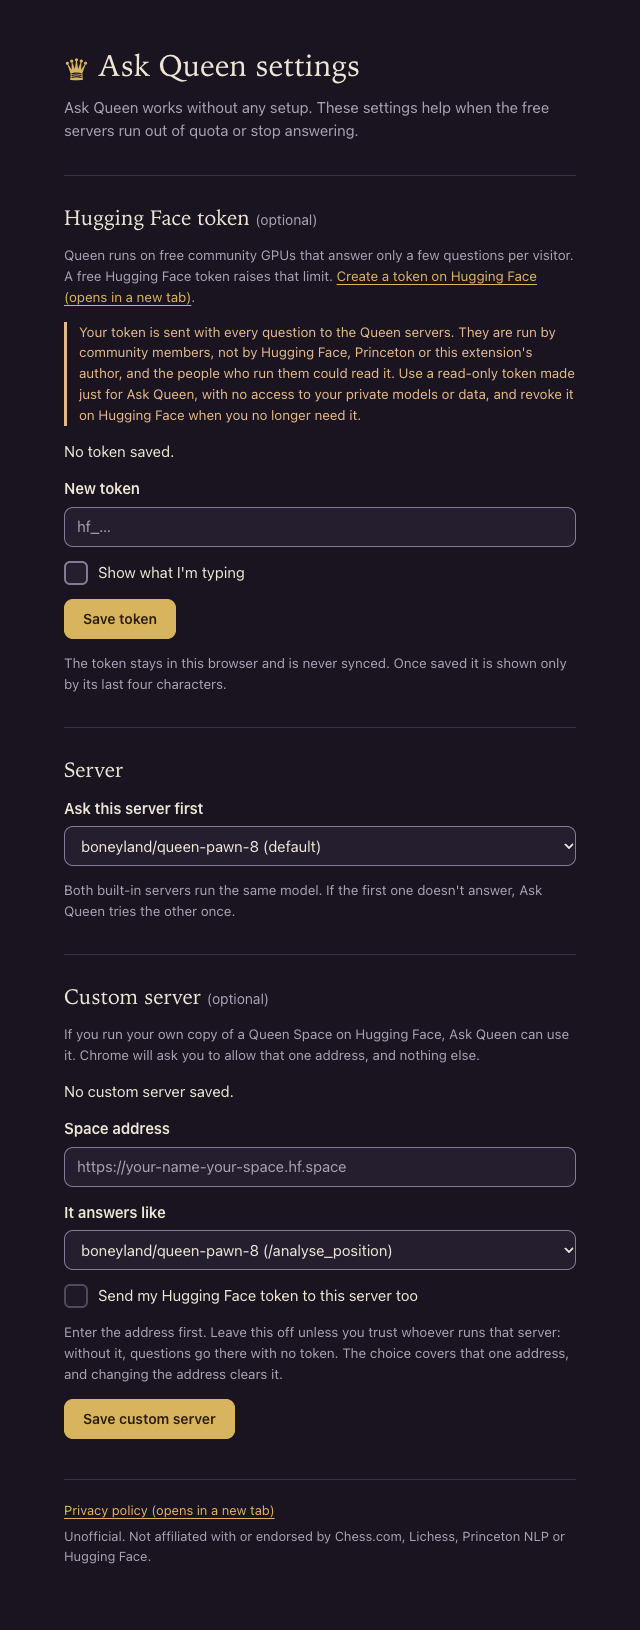 Ask Queen settings
Ask Queen works without any setup. These settings help when the free
servers run out of quota or stop answering.
Hugging Face token (optional)
Queen runs on free community GPUs that answer only a few questions per visitor.
A free Hugging Face token raises that limit. Create a token on Hugging Face
(opens in a new tab).
Your token is sent with every question to the Queen servers. They are run by
community members, not by Hugging Face, Princeton or this extension's
author, and the people who run them could read it. Use a read-only token made
just for Ask Queen, with no access to your private models or data, and revoke it
on Hugging Face when you no longer need it.
No token saved.
New token
hf_...
Show what I'm typing
Save token
The token stays in this browser and is never synced. Once saved it is shown only
by its last four characters.
Server
Ask this server first
boneyland/queen-pawn-8 (default)
Both built-in servers run the same model. If the first one doesn't answer, Ask
Queen tries the other once.
Custom server (optional)
If you run your own copy of a Queen Space on Hugging Face, Ask Queen can use
it. Chrome will ask you to allow that one address, and nothing else.
No custom server saved.
Space address
https://your-name-your-space.hf.space
It answers like
boneyland/queen-pawn-8 (/analyse_position)
Send my Hugging Face token to this server too
Enter the address first. Leave this off unless you trust whoever runs that server:
without it, questions go there with no token. The choice covers that one address,
and changing the address clears it.
Save custom server
Privacy policy (opens in a new tab)
Unofficial. Not affiliated with or endorsed by Chess.com, Lichess, Princeton NLP or
Hugging Face.